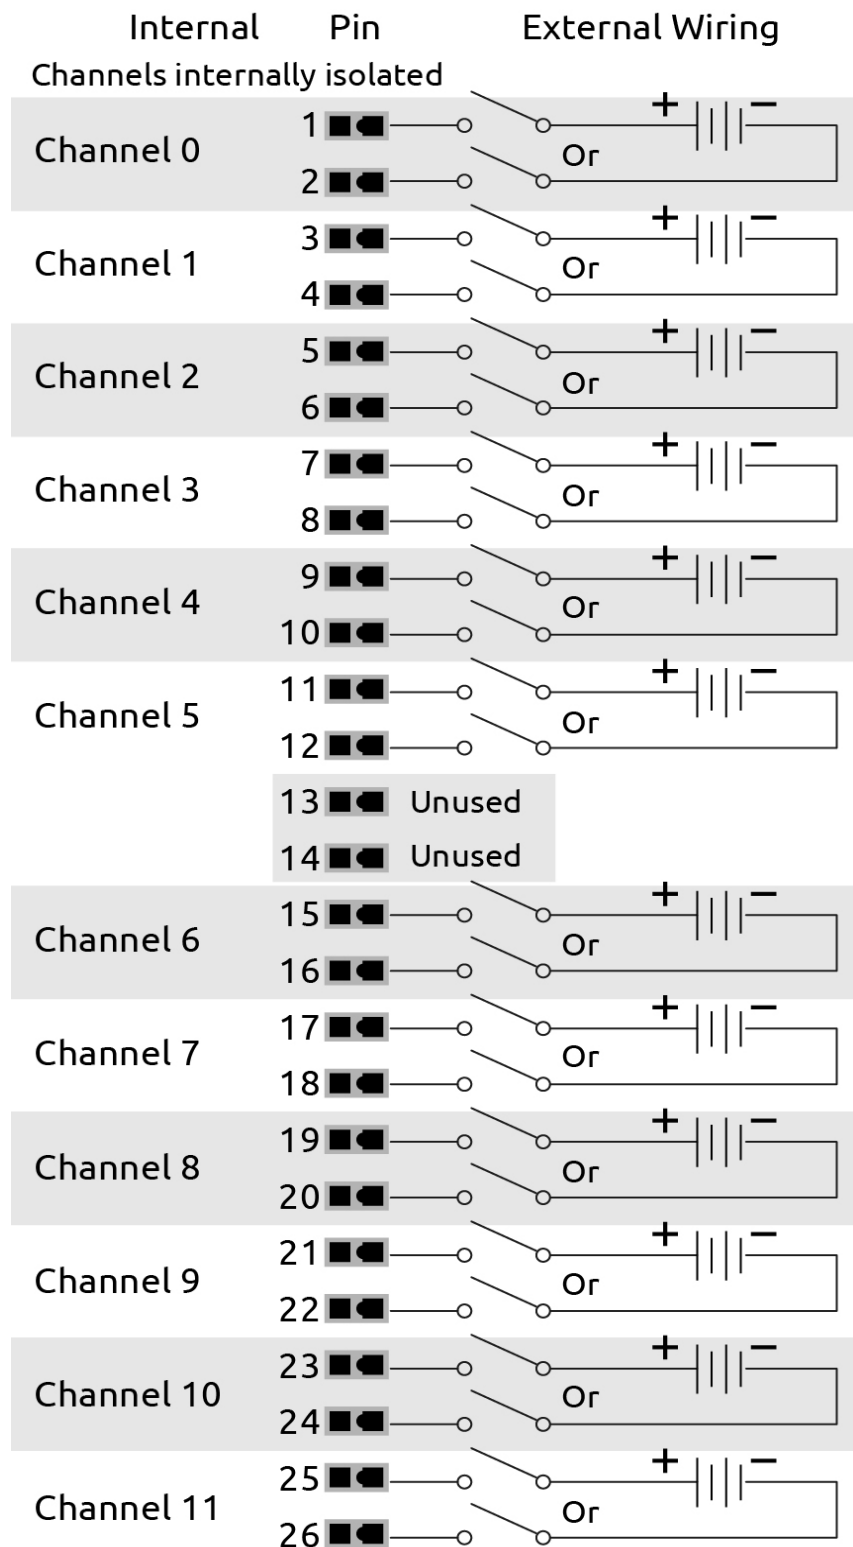 Internal Pin External Wiring
Channels internally isolated
Channel 0
1 + −
Or
2
Channel 1
3 + −
Or
4
Channel 2
5 + −
Or
6
Channel 3
7 + −
Or
8
Channel 4
9 + −
Or
10
Channel 5
11 + −
Or
12
13 Unused
14 Unused
Channel 6
15 + −
Or
16
Channel 7
17 + −
Or
18
Channel 8
19 + −
Or
20
Channel 9
21 + −
Or
22
Channel 10
23 + −
Or
24
Channel 11
25 + −
Or
26